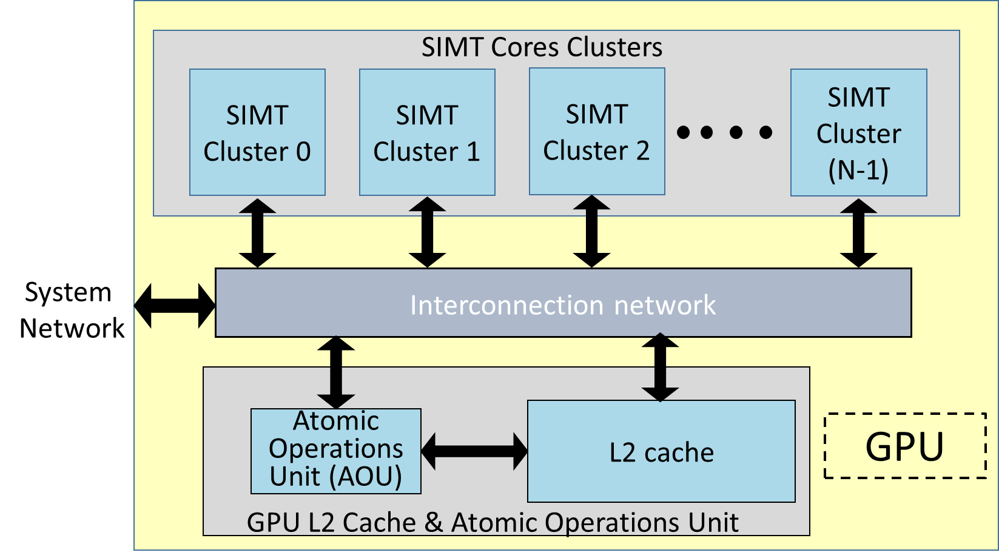 SIMT Cores Clusters
SIMT
Cluster 0
SIMT
Cluster 1
SIMT
Cluster 2
SIMT
Cluster
(N-1)
System
Network
Interconnection network
Atomic
Operations
Unit (AOU)
L2 cache
GPU
GPU L2 Cache & Atomic Operations Unit